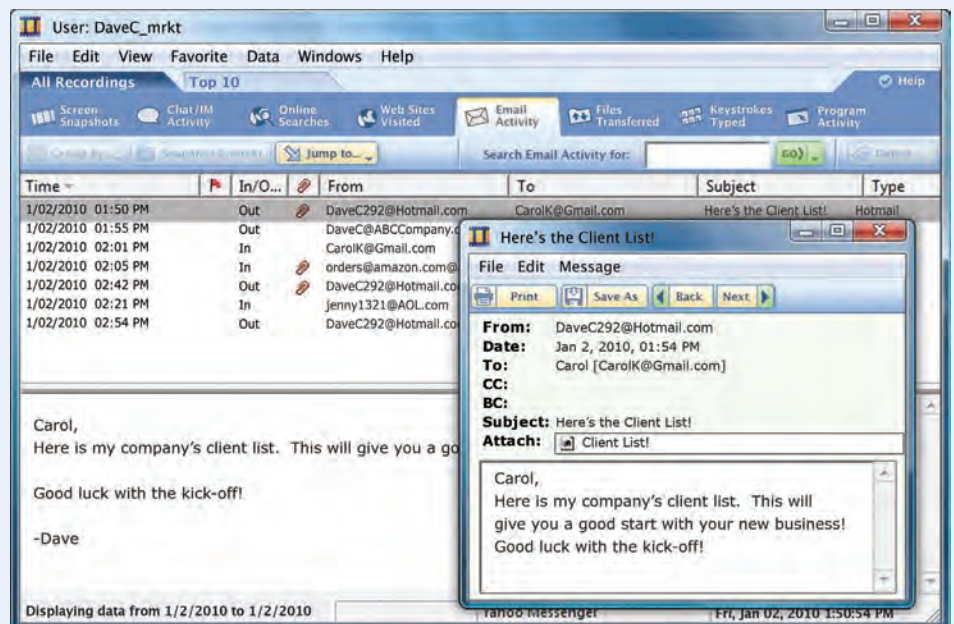 User: DaveC_mrkt
File Edit View Favorite Data Windows Help
All Recordings Top 10 Help
Screen Snapshots Chat/IM Activity Online Searches Web Sites Visited Email Activity Files Transferred Keystrokes Typed Program Activity
Jump to... Search Email Activity for: GO)
Time In/O... From To Subject Type
1/02/2010 01:50 PM Out DaveC292@Hotmail.com CarolK@Gmail.com Here's the Client List! Hotmail
1/02/2010 01:55 PM Out DaveC@ABCCompany.c
1/02/2010 02:01 PM In CarolK@Gmail.com
1/02/2010 02:05 PM In orders@amazon.com@
1/02/2010 02:42 PM Out DaveC292@Hotmail.co
1/02/2010 02:21 PM In jenny1321@AOL.com
1/02/2010 02:54 PM Out DaveC292@Hotmail.co
Carol,
Here is my company's client list. This will give you a go
Good luck with the kick-off!
-Dave
Displaying data from 1/2/2010 to 1/2/2010 Yahoo Messenger Fri, Jan 02, 2010 1:50:54 PM
Here's the Client List!
File Edit Message
Print Save As Back Next
From: DaveC292@Hotmail.com
Date: Jan 2, 2010, 01:54 PM
To: Carol [CarolK@Gmail.com]
CC:
BC:
Subject: Here's the Client List!
Attach: Client List!
Carol,
Here is my company's client list. This will
give you a good start with your new business!
Good luck with the kick-off!